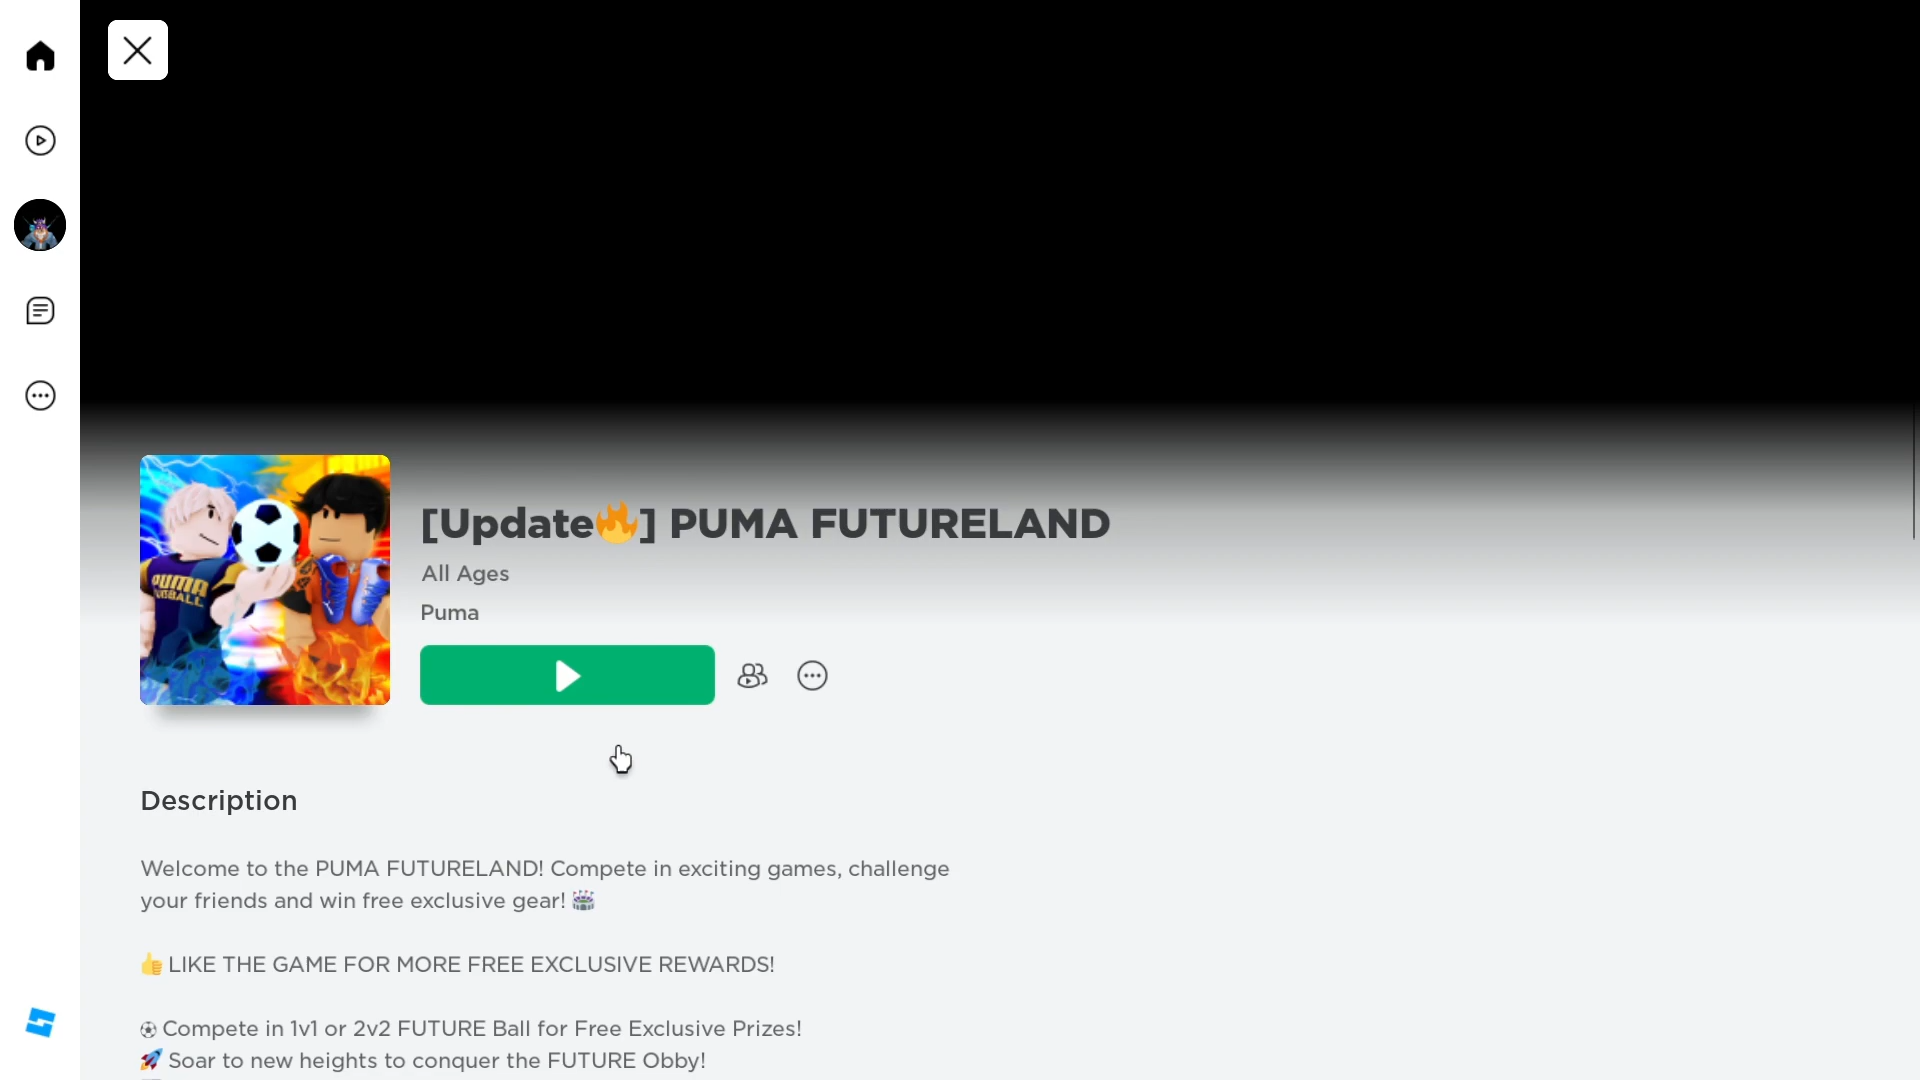 [Update🔥] PUMA FUTURELAND
All Ages
Puma
PUMA
Description
Welcome to the PUMA FUTURELAND! Compete in exciting games, challenge
your friends and win free exclusive gear! 🏟️
👍 LIKE THE GAME FOR MORE FREE EXCLUSIVE REWARDS!
⚽ Compete in 1v1 or 2v2 FUTURE Ball for Free Exclusive Prizes!
🚀 Soar to new heights to conquer the FUTURE Obby!